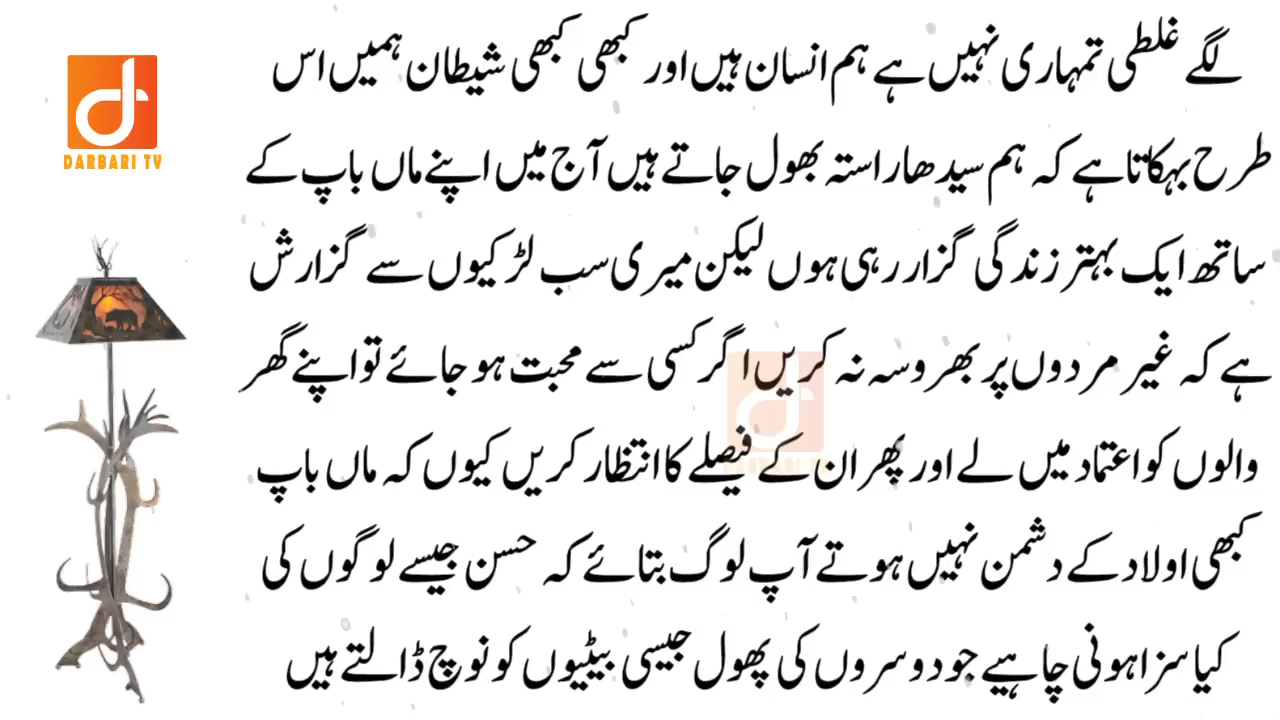 لگے غلطی تمہاری نہیں ہے ہم انسان ہیں اور کبھی کبھی شیطان ہمیں اس
طرح بہکاتا ہے کہ ہم سیدھا راستہ بھول جاتے ہیں آج میں اپنے ماں باپ کے
ساتھ ایک بہتر زندگی گزار رہی ہوں لیکن میری سب لڑکیوں سے گزارش
ہے کہ غیر مردوں پر بھروسہ نہ کریں اگر کسی سے محبت ہو جائے تو اپنے گھر
والوں کو اعتماد میں لے اور پھر ان کے فیصلے کا انتظار کریں کیوں کہ ماں باپ
کبھی اولاد کے دشمن نہیں ہوتے آپ لوگ بتائے کہ حسن جیسے لوگوں کی
کیا سزا ہونی چاہیے جو دوسروں کی پھول جیسی بیٹیوں کو نوچ ڈالتے ہیں
DARBARI TV
DARBARI TV